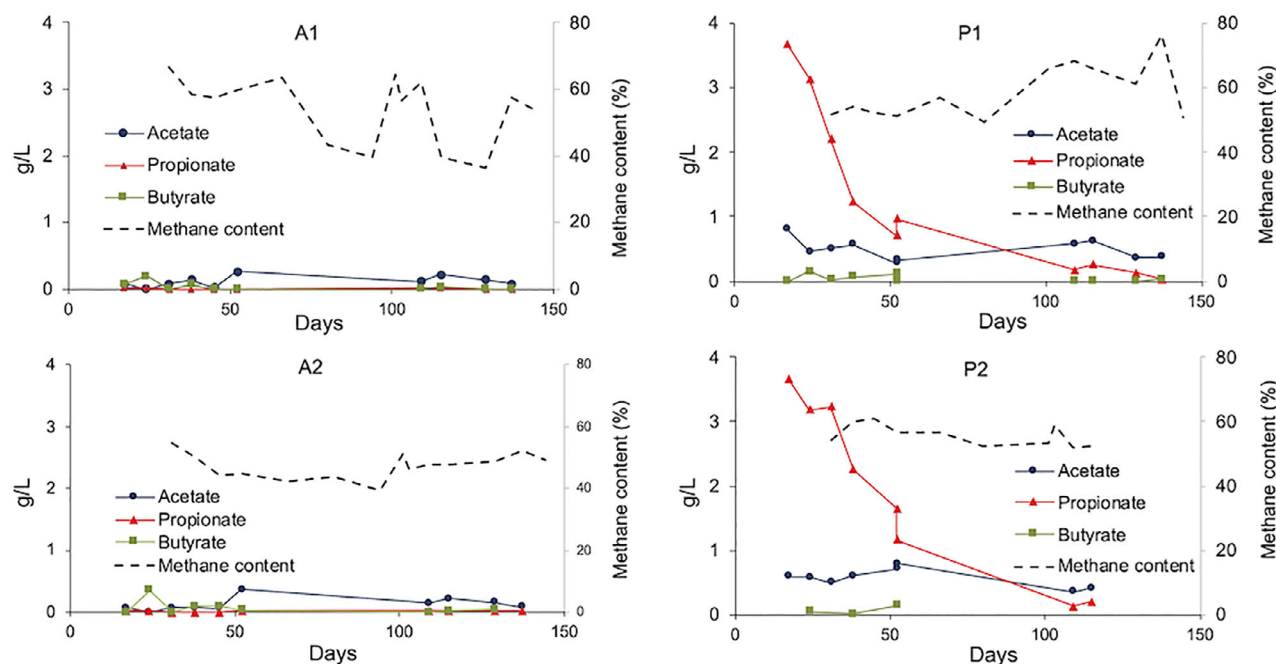 A1
4
3
2
1
0
g/L
80
60
40
20
0
Methane content (%)
Acetate
Propionate
Butyrate
Methane content
0
50
100
150
Days
P1
4
3
2
1
0
g/L
80
60
40
20
0
Methane content (%)
Acetate
Propionate
Butyrate
Methane content
0
50
100
150
Days
A2
4
3
2
1
0
g/L
80
60
40
20
0
Methane content (%)
Acetate
Propionate
Butyrate
Methane content
0
50
100
150
Days
P2
4
3
2
1
0
g/L
80
60
40
20
0
Methane content (%)
Acetate
Propionate
Butyrate
Methane content
0
50
100
150
Days